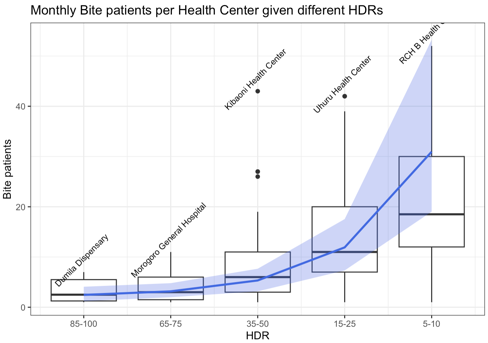 Monthly Bite patients per Health Center given different HDRs
RCH B Health
Kibaoni Health Center
Uhuru Health Center
Dumila Dispensary
Morogoro General Hospital
Bite patients
40
20
0
85-100
65-75
35-50
15-25
5-10
HDR